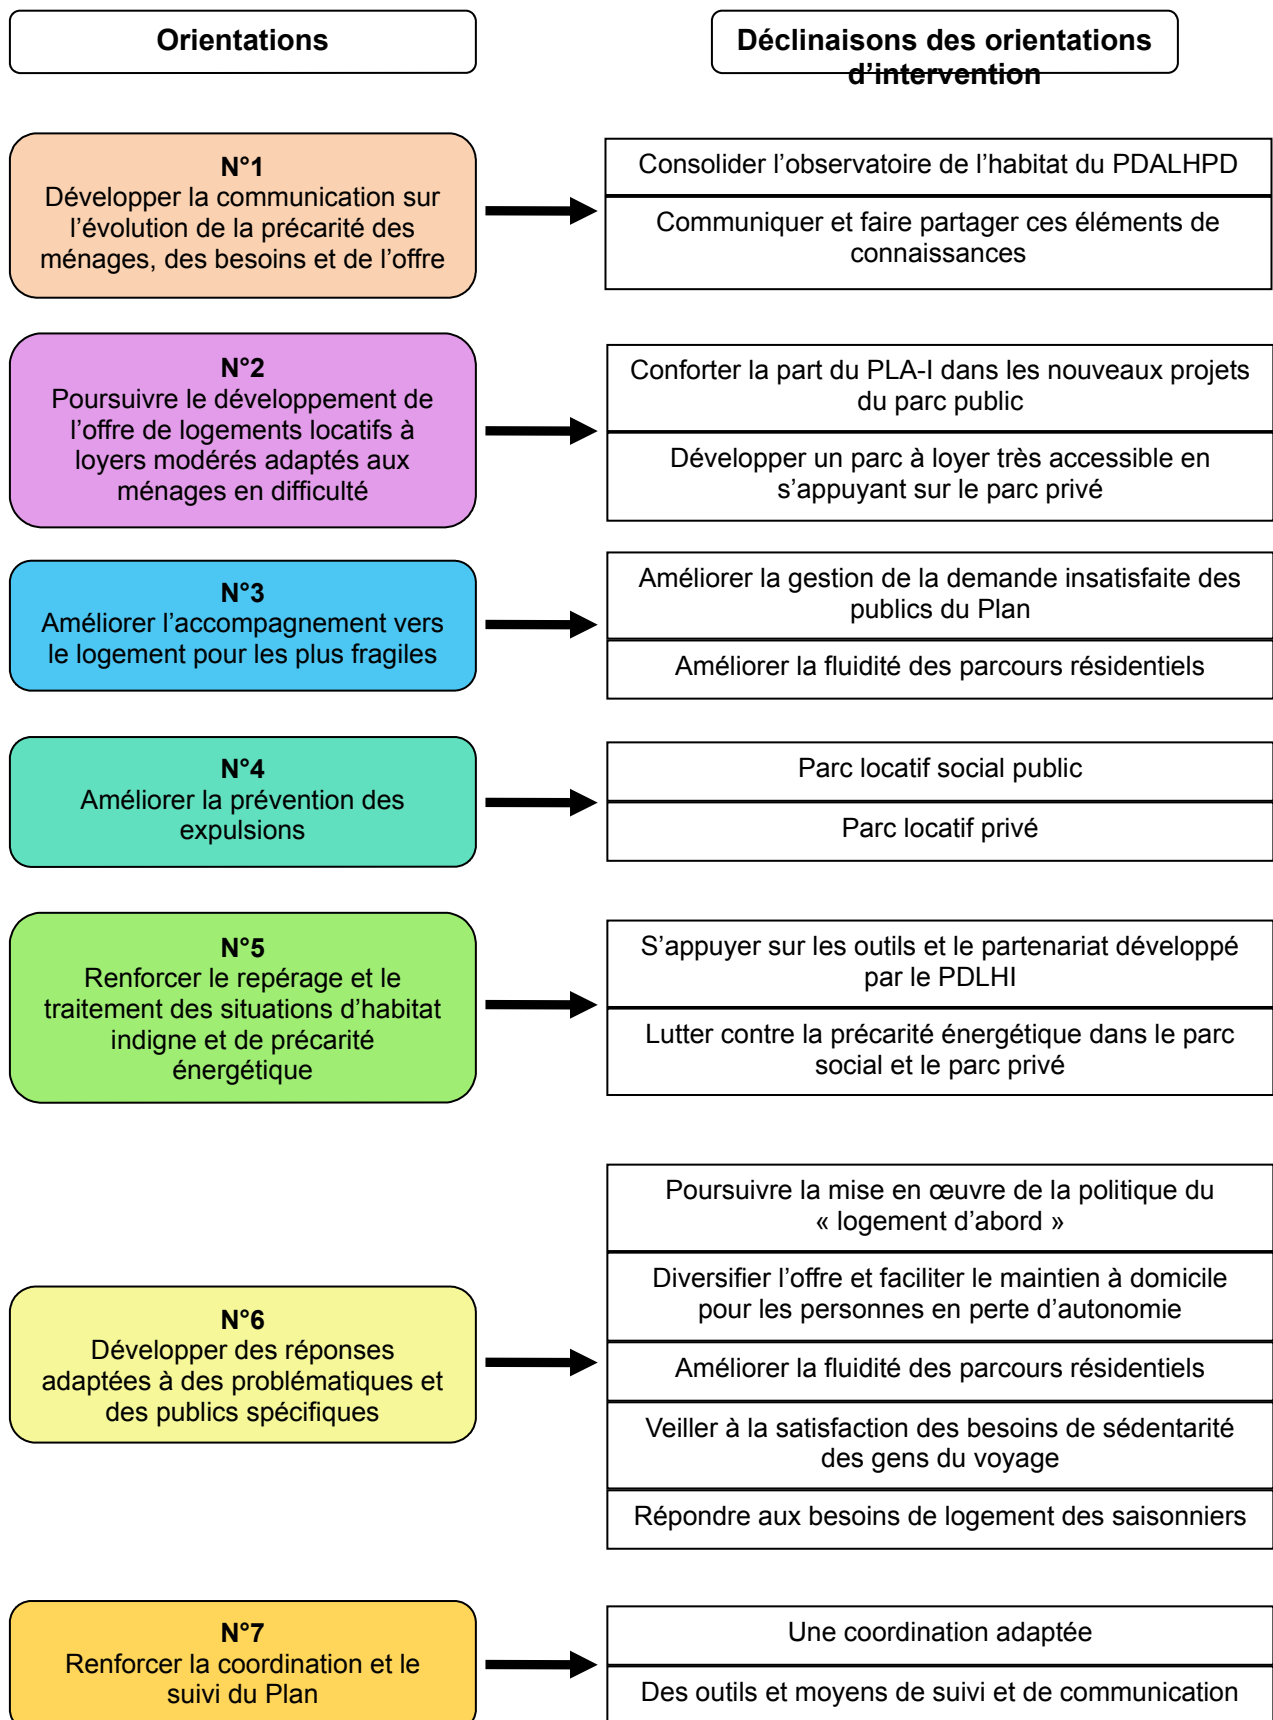 Orientations
Déclinaisons des orientations
d'intervention
N°1
Développer la communication sur
l'évolution de la précarité des
ménages, des besoins et de l'offre
Consolider l'observatoire de l'habitat du PDALHPD
Communiquer et faire partager ces éléments de
connaissances
N°2
Poursuivre le développement de
l'offre de logements locatifs à
loyers modérés adaptés aux
ménages en difficulté
Conforter la part du PLA-I dans les nouveaux projets
du parc public
Développer un parc à loyer très accessible en
s'appuyant sur le parc privé
N°3
Améliorer l'accompagnement vers
le logement pour les plus fragiles
Améliorer la gestion de la demande insatisfaite des
publics du Plan
Améliorer la fluidité des parcours résidentiels
N°4
Améliorer la prévention des
expulsions
Parc locatif social public
Parc locatif privé
N°5
Renforcer le repérage et le
traitement des situations d'habitat
indigne et de précarité
énergétique
S'appuyer sur les outils et le partenariat développé
par le PDLHI
Lutter contre la précarité énergétique dans le parc
social et le parc privé
N°6
Développer des réponses
adaptées à des problématiques et
des publics spécifiques
Poursuivre la mise en œuvre de la politique du
« logement d'abord »
Diversifier l'offre et faciliter le maintien à domicile
pour les personnes en perte d'autonomie
Améliorer la fluidité des parcours résidentiels
Veiller à la satisfaction des besoins de sédentarité
des gens du voyage
Répondre aux besoins de logement des saisonniers
N°7
Renforcer la coordination et le
suivi du Plan
Une coordination adaptée
Des outils et moyens de suivi et de communication